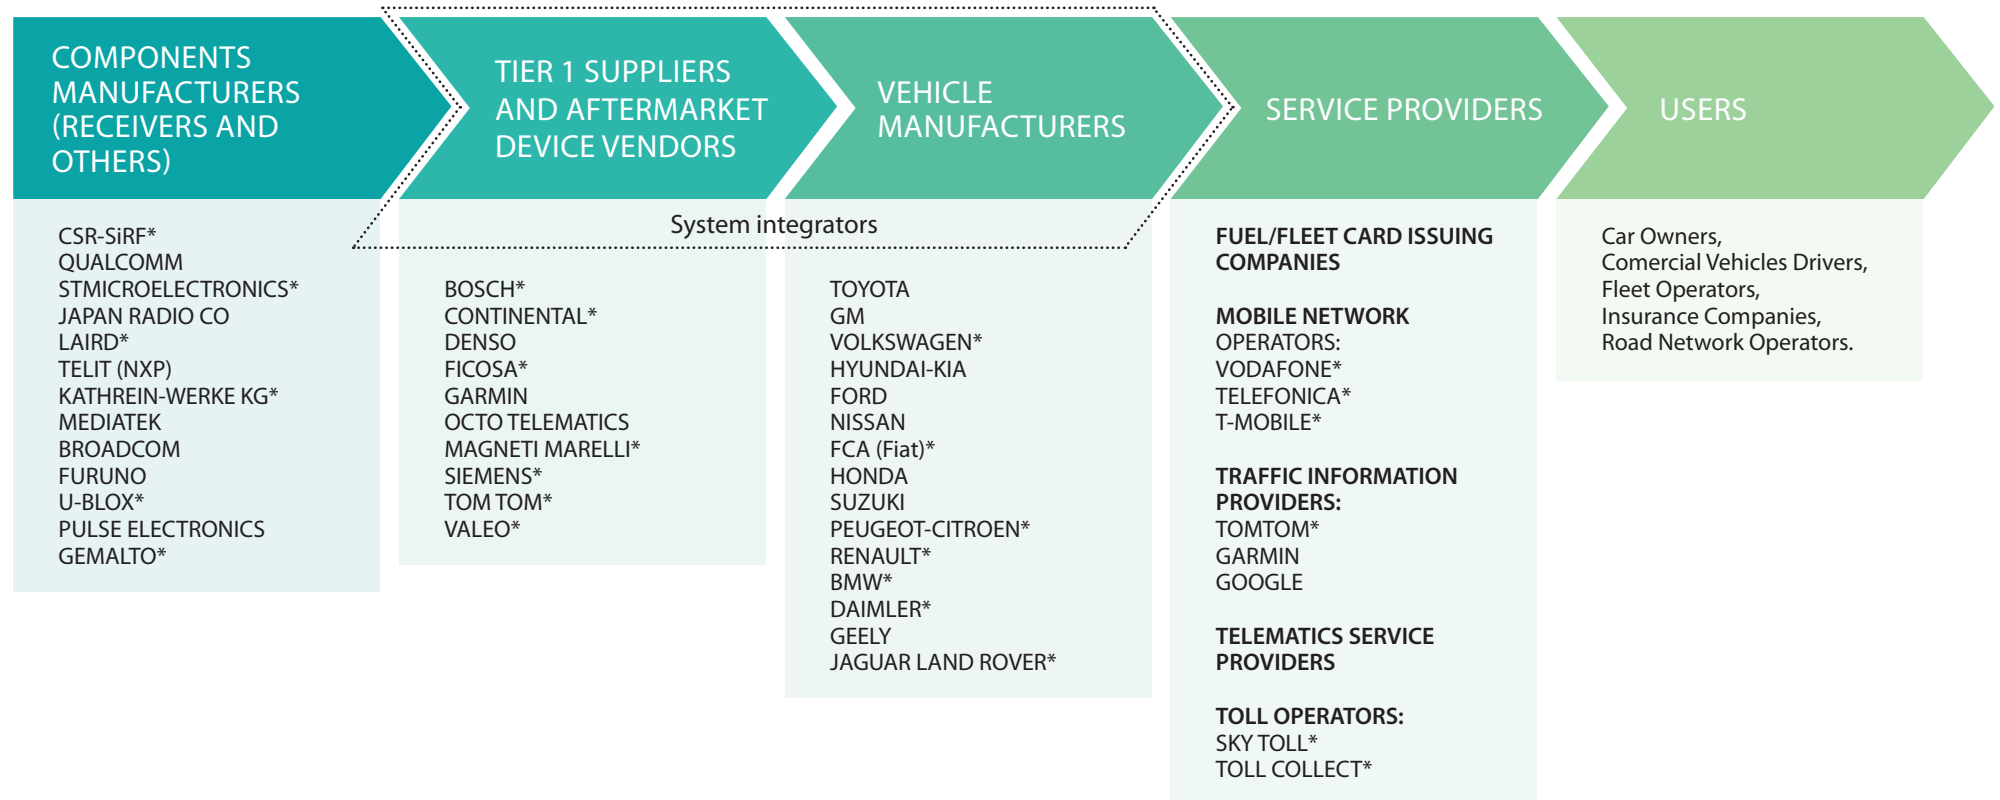 COMPONENTS
MANUFACTURERS
(RECEIVERS AND
OTHERS)
TIER 1 SUPPLIERS
AND AFTERMARKET
DEVICE VENDORS
VEHICLE
MANUFACTURERS
SERVICE PROVIDERS
USERS
System integrators
CSR-SiRF*
QUALCOMM
STMICROELECTRONICS*
JAPAN RADIO CO
LAIRD*
TELIT (NXP)
KATHREIN-WERKE KG*
MEDIATEK
BROADCOM
FURUNO
U-BLOX*
PULSE ELECTRONICS
GEMALTO*
BOSCH*
CONTINENTAL*
DENSO
FICOSA*
GARMIN
OCTO TELEMATICS
MAGNETI MARELLI*
SIEMENS*
TOM TOM*
VALEO*
TOYOTA
GM
VOLKSWAGEN*
HYUNDAI-KIA
FORD
NISSAN
FCA (Fiat)*
HONDA
SUZUKI
PEUGEOT-CITROEN*
RENAULT*
BMW*
DAIMLER*
GEELY
JAGUAR LAND ROVER*
FUEL/FLEET CARD ISSUING
COMPANIES
MOBILE NETWORK
OPERATORS:
VODAFONE*
TELEFONICA*
T-MOBILE*
TRAFFIC INFORMATION
PROVIDERS:
TOMTOM*
GARMIN
GOOGLE
TELEMATICS SERVICE
PROVIDERS
TOLL OPERATORS:
SKY TOLL*
TOLL COLLECT*
Car Owners,
Comercial Vehicles Drivers,
Fleet Operators,
Insurance Companies,
Road Network Operators.